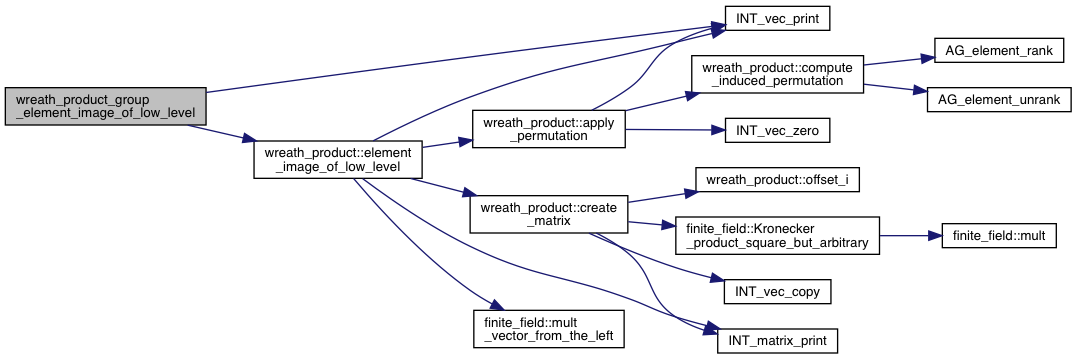 wreath_product_group
_element_image_of_low_level
INT_vec_print
wreath_product::element
_image_of_low_level
wreath_product::apply
_permutation
wreath_product::compute
_induced_permutation
AG_element_rank
AG_element_unrank
INT_vec_zero
wreath_product::create
_matrix
wreath_product::offset_i
finite_field::Kronecker
_product_square_but_arbitrary
finite_field::mult
INT_vec_copy
INT_matrix_print
finite_field::mult
_vector_from_the_left